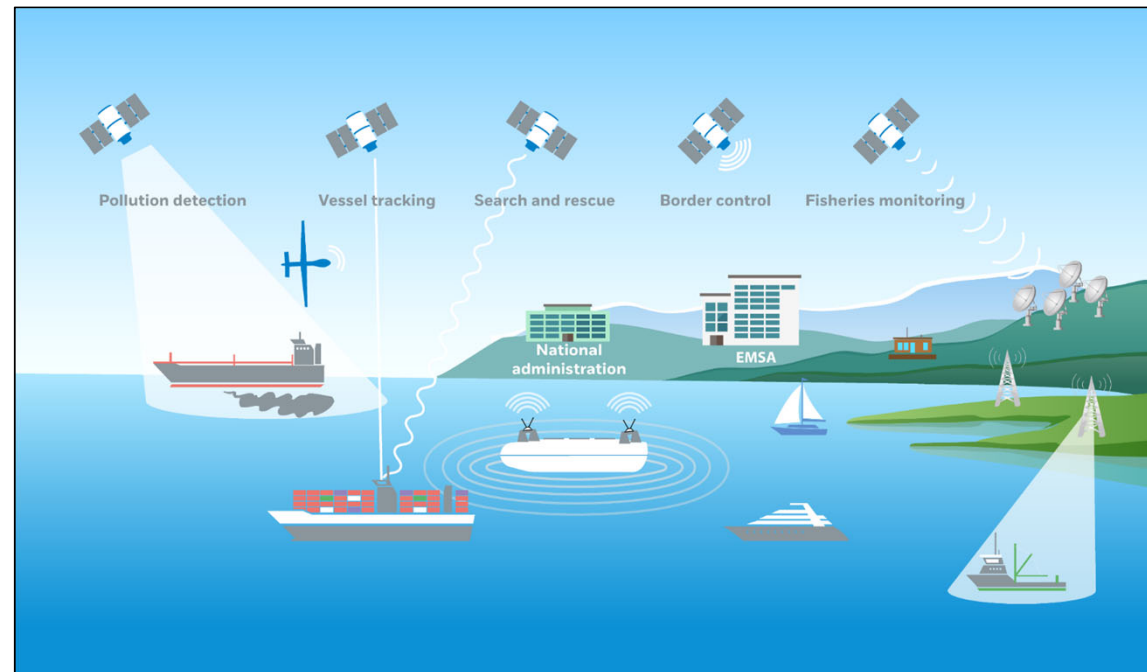 Pollution detection
Vessel tracking
Search and rescue
Border control
Fisheries monitoring
National
administration
EMSA